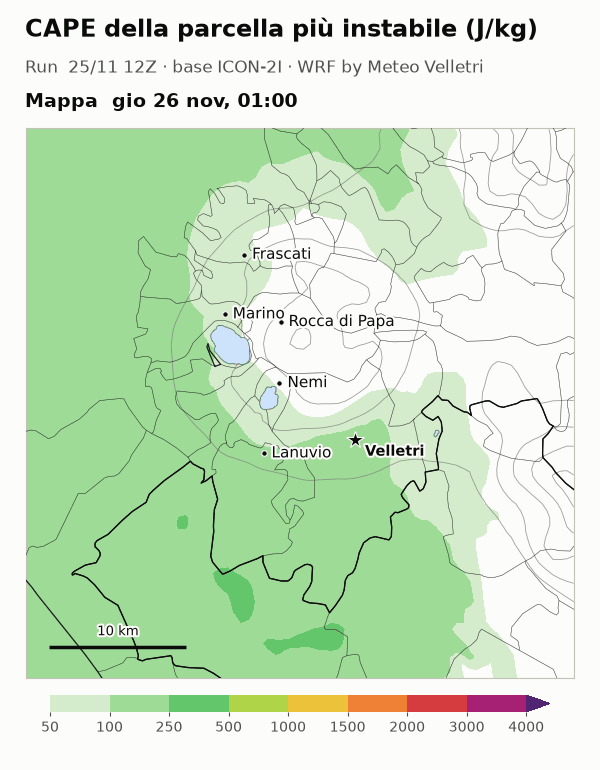 CAPE della parcella più instabile (J/kg)
Run  25/11 12Z · base ICON-2I · WRF by Meteo Velletri
Mappa  gio 26 nov, 01:00
Frascati
Marino
Rocca di Papa
Nemi
Velletri
Lanuvio
10 km
50 100 250 500 1000 1500 2000 3000 4000